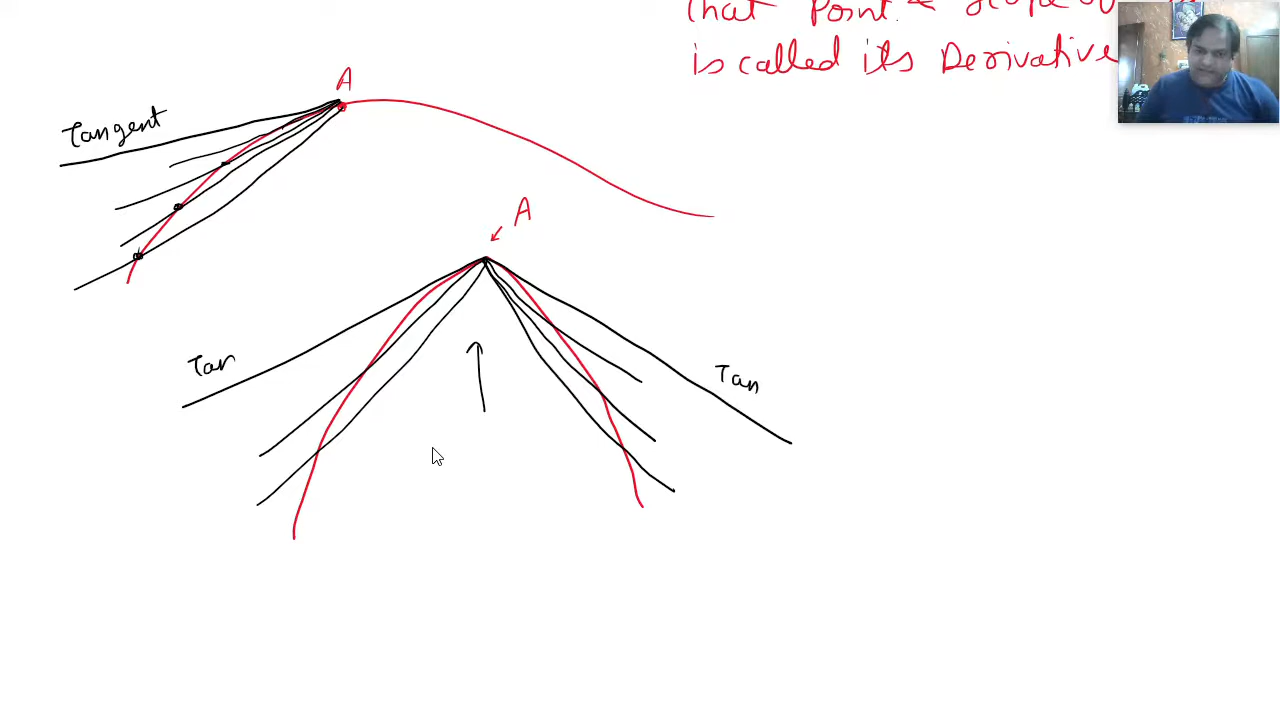 That Point &
is called its Derivative
A
Tangent
A
Tan
Tan